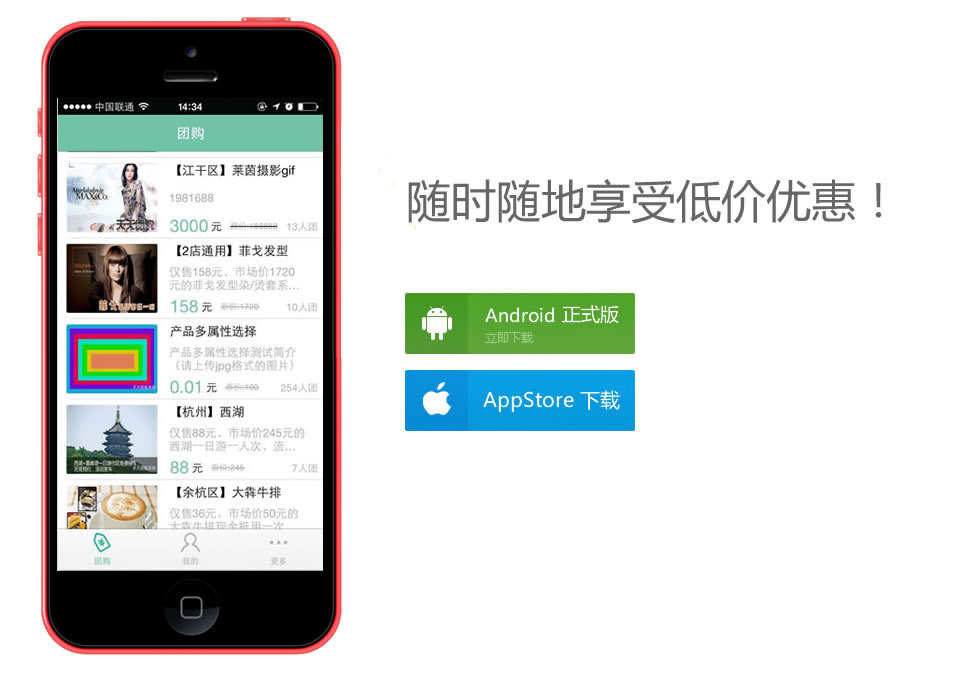 中国联通
14:34
团购
【江干区】莱茵摄影gif
1981688
3000 元 原价:188888 13人团
MAX&Co.
【2店通用】菲戈发型
仅售158元，市场价1720
元的菲戈发型染/烫套系...
158 元 原价:1720 10人团
产品多属性选择
产品多属性选择测试简介
（请上传jpg格式的图片）
0.01 元 原价:100 254人团
【杭州】西湖
仅售88元，市场价245元的
西湖一日游一人次，流...
88 元 原价:245 7人团
【余杭区】大犇牛排
仅售36元，市场价50元的
大犇牛排现金抵用一次
团购 我的 更多
随时随地享受低价优惠！
Android 正式版
立即下载
AppStore 下载